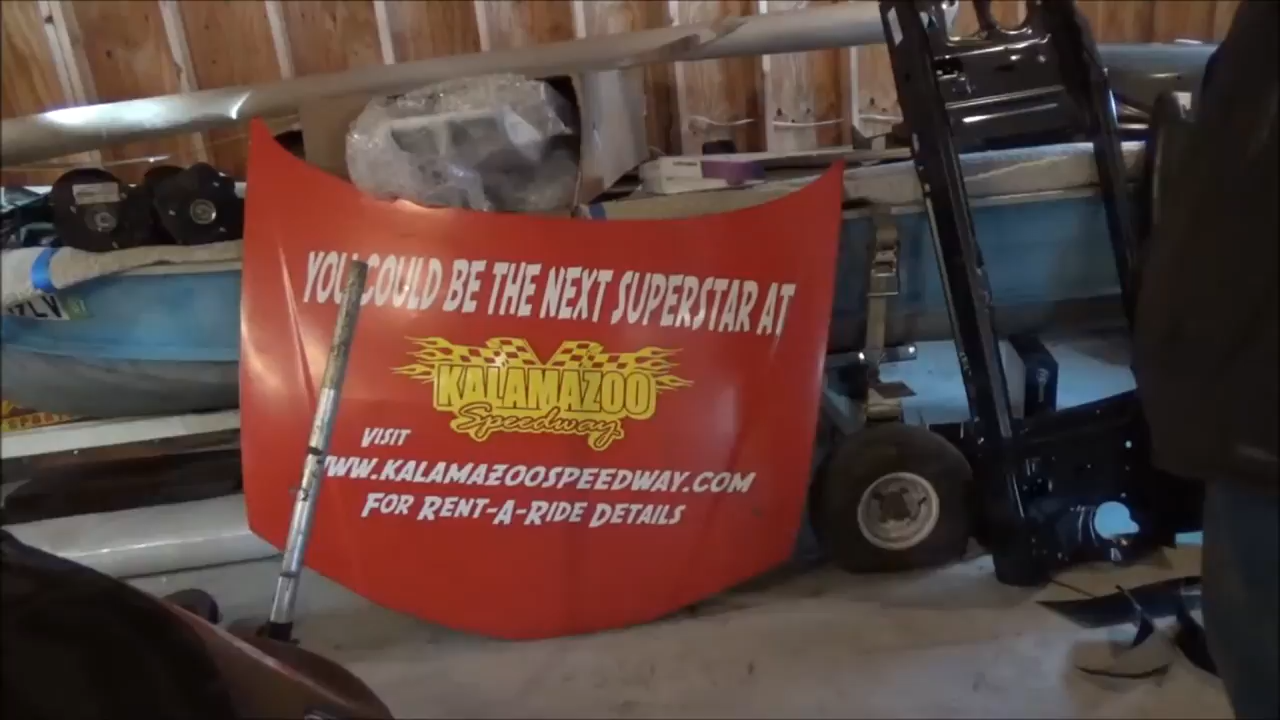 YOU COULD BE THE NEXT SUPERSTAR AT
KALAMAZOO
Speedway
VISIT
WWW.KALAMAZOOSPEEDWAY.COM
FOR RENT-A-RIDE DETAILS